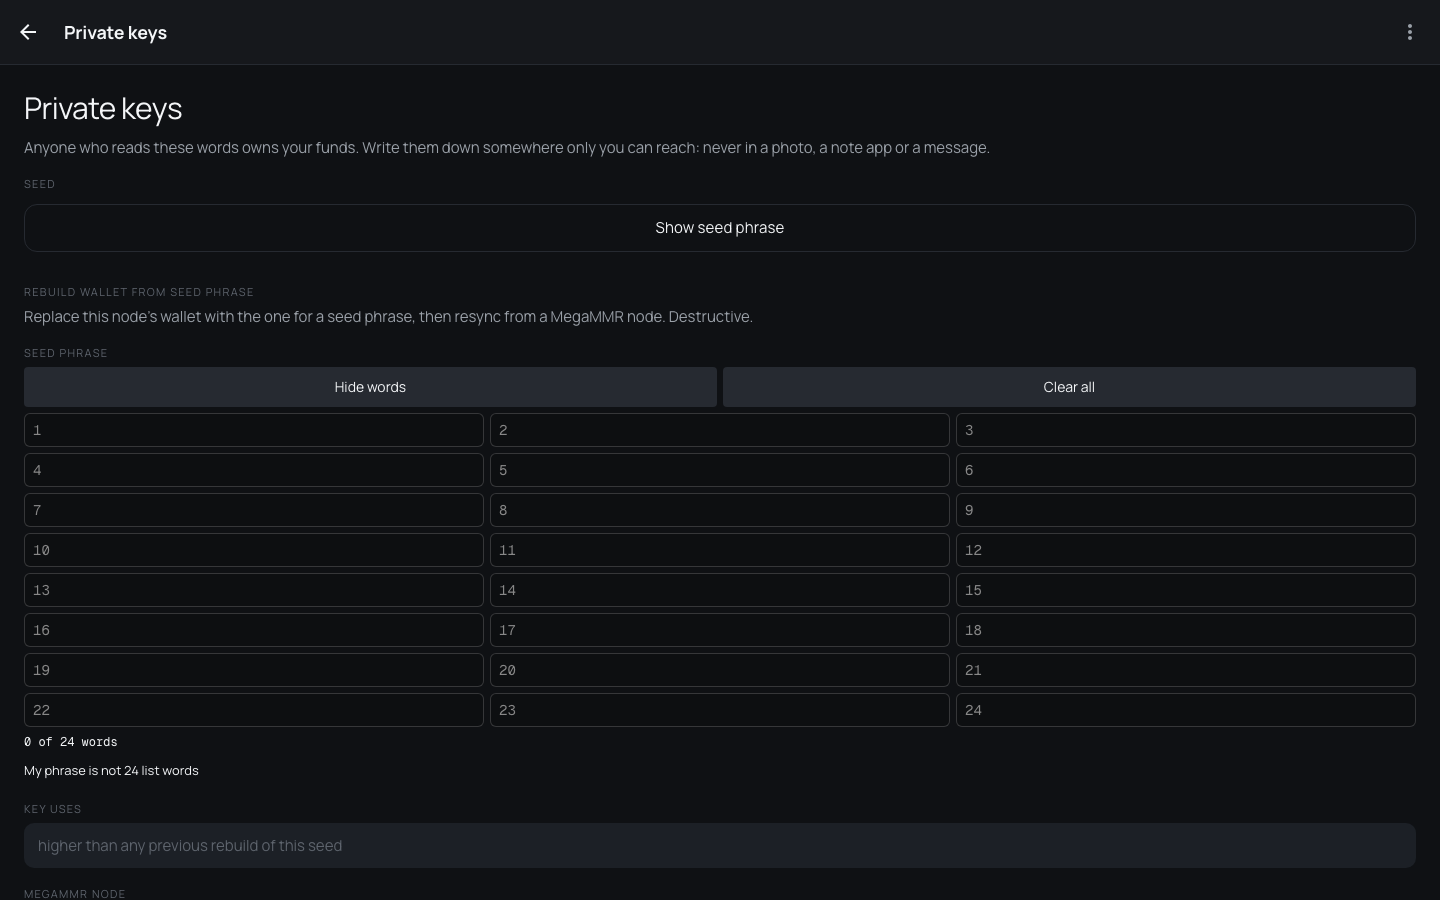 Private keys
Private keys
Anyone who reads these words owns your funds. Write them down somewhere only you can reach: never in a photo, a note app or a message.
SEED
Show seed phrase
REBUILD WALLET FROM SEED PHRASE
Replace this node's wallet with the one for a seed phrase, then resync from a MegaMMR node. Destructive.
SEED PHRASE
Hide words Clear all
1 2 3
4 5 6
7 8 9
10 11 12
13 14 15
16 17 18
19 20 21
22 23 24
0 of 24 words
My phrase is not 24 list words
KEY USES
higher than any previous rebuild of this seed
MEGAMMR NODE